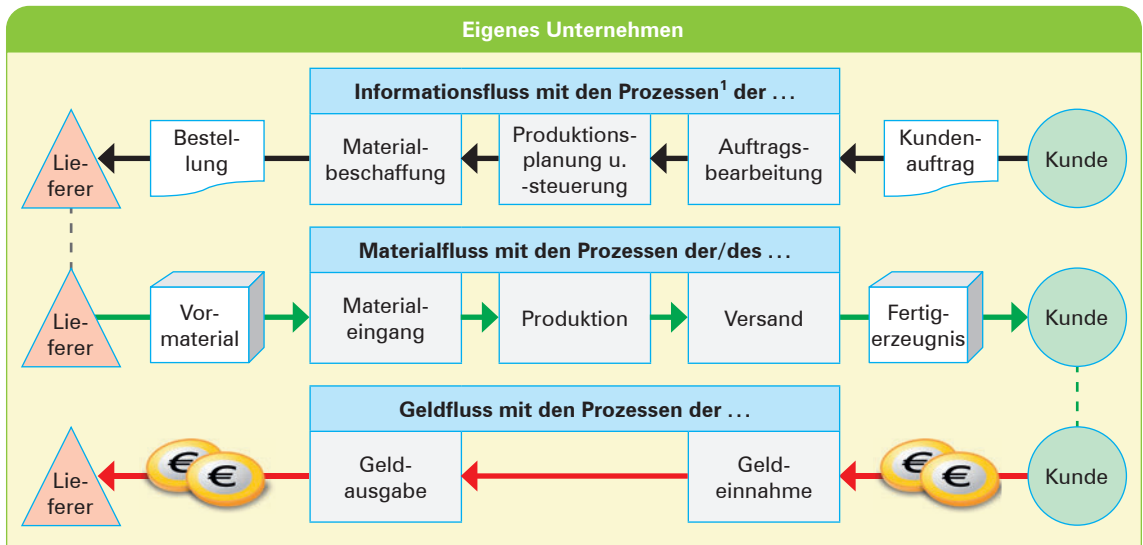 Eigenes Unternehmen
Informationsfluss mit den Prozessen¹ der …
Lie-
ferer
Bestel-
lung
Material-
beschaffung
Produktions-
planung u.
-steuerung
Auftrags-
bearbeitung
Kunden-
auftrag
Kunde
Materialfluss mit den Prozessen der/des …
Lie-
ferer
Vor-
material
Material-
eingang
Produktion
Versand
Fertig-
erzeugnis
Kunde
Geldfluss mit den Prozessen der …
Lie-
ferer
€
€
Geld-
ausgabe
Geld-
einnahme
€
€
Kunde